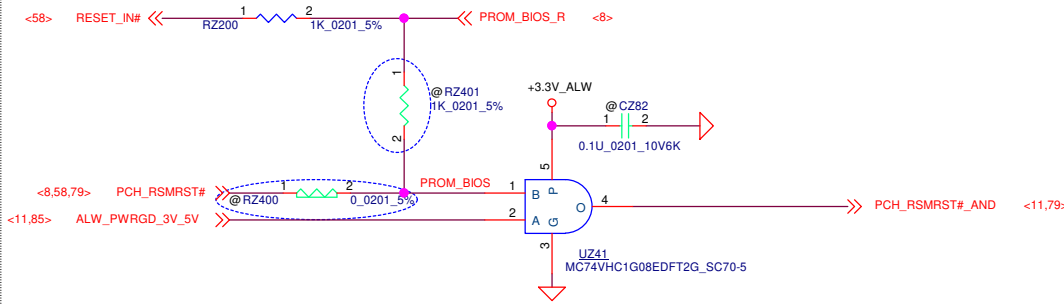 <58> RESET_IN# 1 2 PROM_BIOS_R <8>
RZ200 1K_0201_5%
1
@RZ401
1K_0201_5%
2
+3.3V_ALW
@CZ82
1 2
0.1U_0201_10V6K
5
<8,58,79> PCH_RSMRST# 1 2 PROM_BIOS 1 B P
@RZ400 0_0201_5%
O 4 PCH_RSMRST#_AND <11,79>
<11,85> ALW_PWRGD_3V_5V 2 A G
3
UZ41
MC74VHC1G08EDFT2G_SC70-5